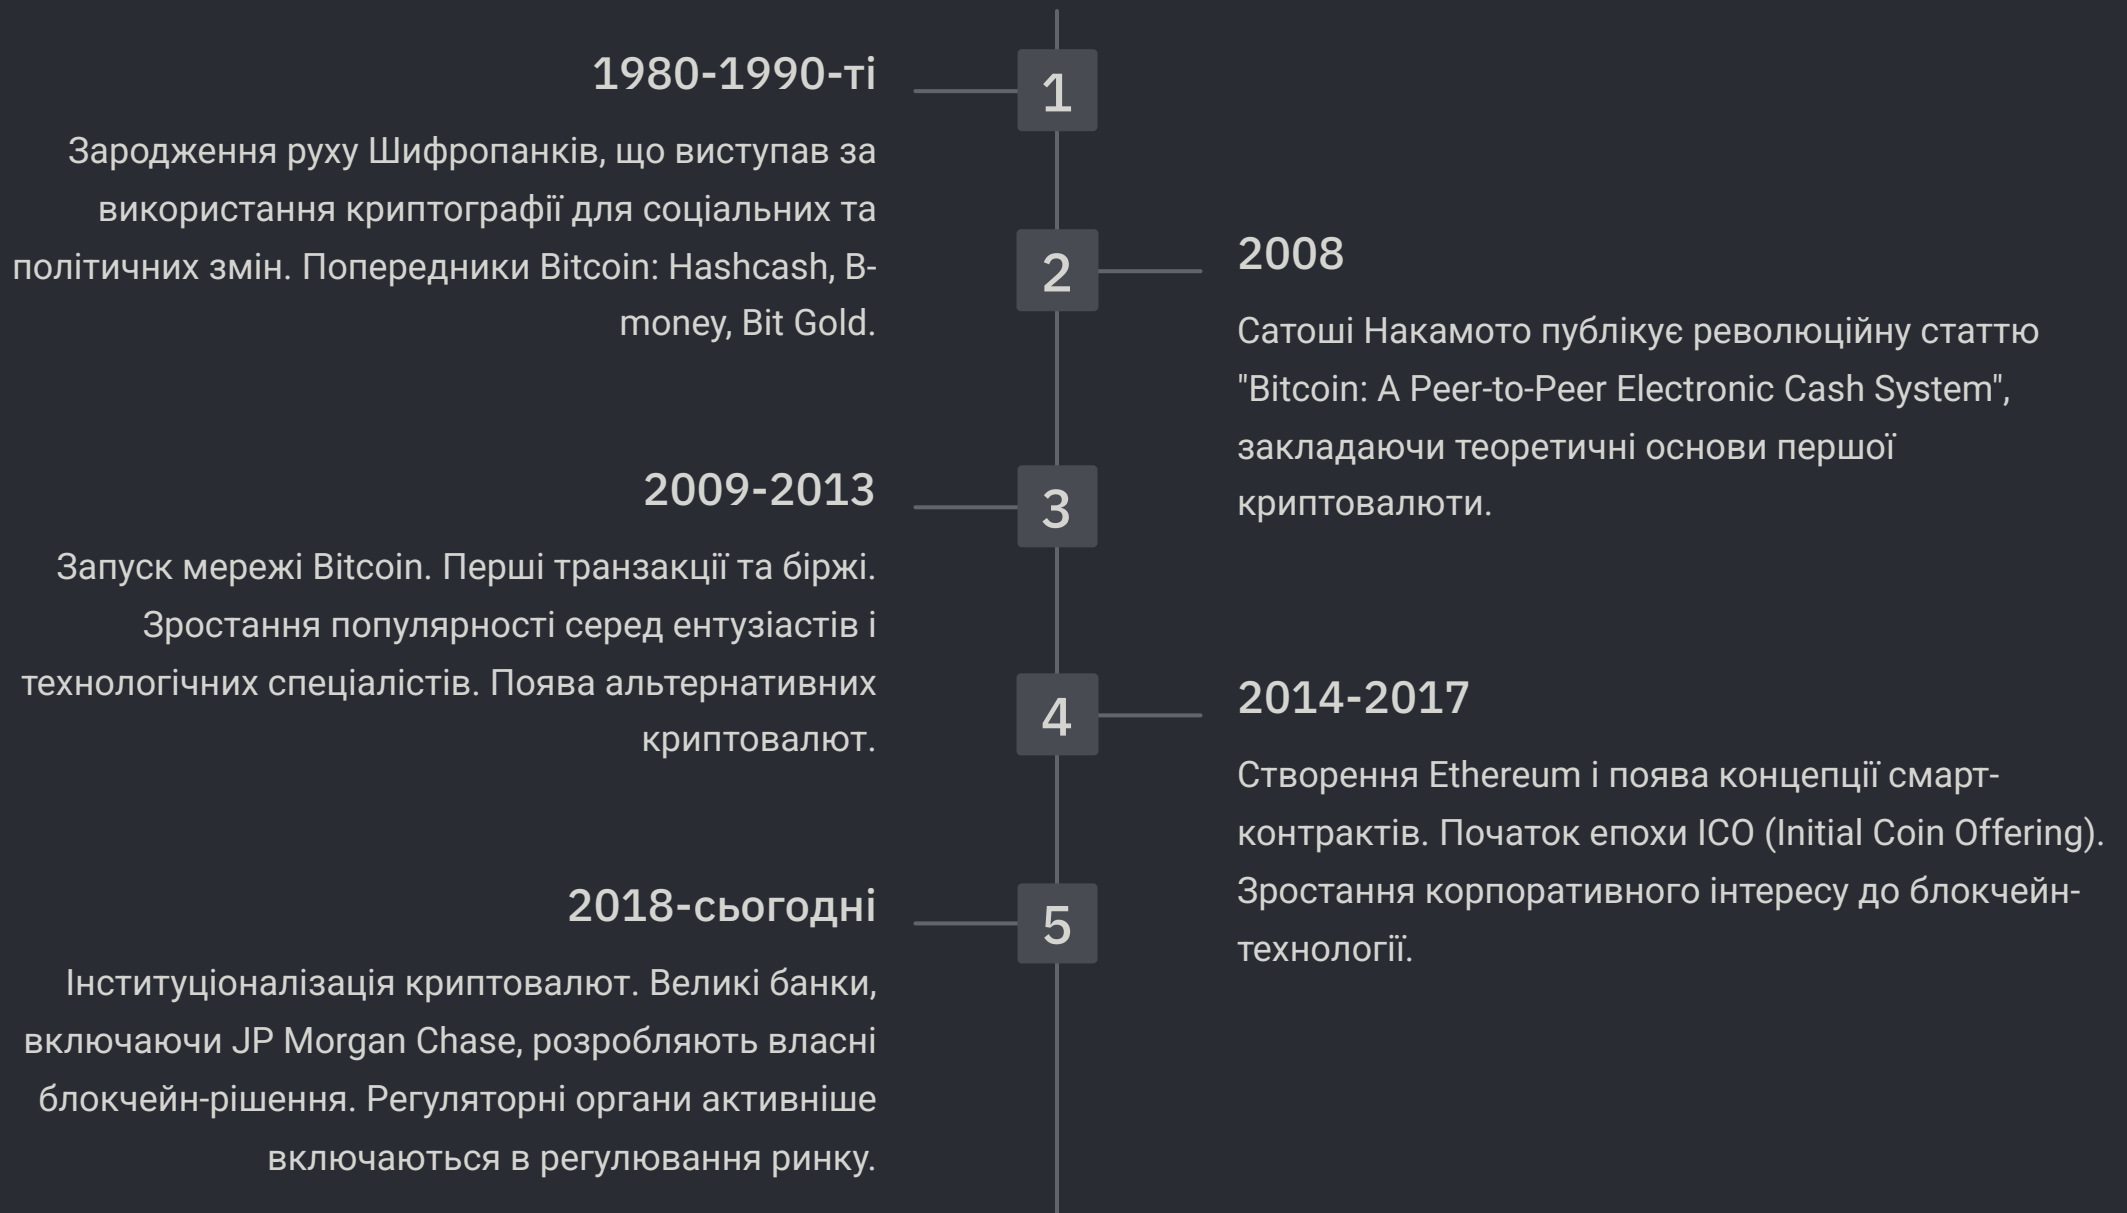 1
1980-1990-ті
Зародження руху Шифропанків, що виступав за
використання криптографії для соціальних та
політичних змін. Попередники Bitcoin: Hashcash, B-
money, Bit Gold.
2
2008
Сатоші Накамото публікує революційну статтю
"Bitcoin: A Peer-to-Peer Electronic Cash System",
закладаючи теоретичні основи першої
криптовалюти.
3
2009-2013
Запуск мережі Bitcoin. Перші транзакції та біржі.
Зростання популярності серед ентузіастів і
технологічних спеціалістів. Поява альтернативних
криптовалют.
4
2014-2017
Створення Ethereum і поява концепції смарт-
контрактів. Початок епохи ICO (Initial Coin Offering).
Зростання корпоративного інтересу до блокчейн-
технології.
5
2018-сьогодні
Інституціоналізація криптовалют. Великі банки,
включаючи JP Morgan Chase, розробляють власні
блокчейн-рішення. Регуляторні органи активніше
включаються в регулювання ринку.